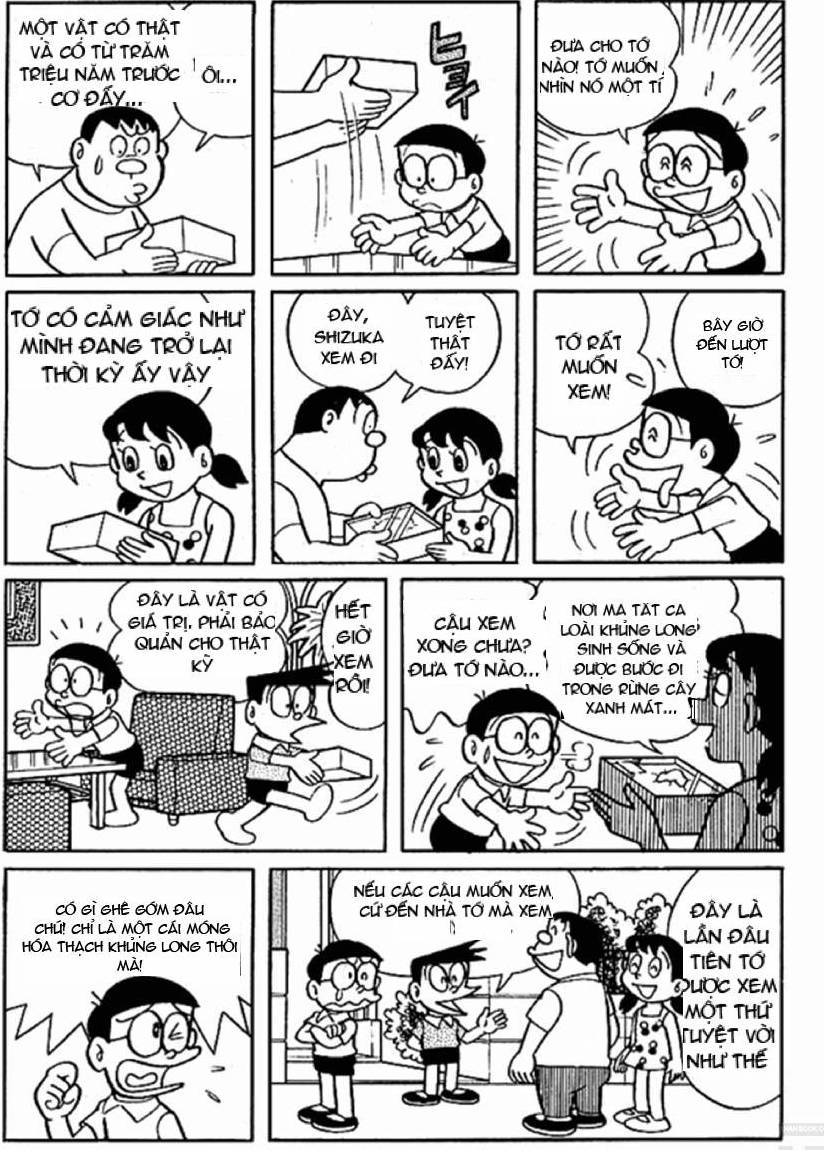 ĐƯA CHO TỚ
NÀO! TỚ MUỐN
NHÌN NÓ MỘT TÍ
ヒョイ
ÔI...
MỘT VẬT CÓ THẬT
VÀ CÓ TỪ TRĂM
TRIỆU NĂM TRƯỚC
CƠ ĐẤY...
BÂY GIỜ
ĐẾN LƯỢT
TỚ!
TỚ RẤT
MUỐN
XEM!
TUYỆT
THẬT
ĐẤY!
ĐÂY,
SHIZUKA
XEM ĐI
TỚ CÓ CẢM GIÁC NHƯ
MÌNH ĐANG TRỞ LẠI
THỜI KỲ ẤY VẬY
NƠI MÀ TẤT CẢ
LOÀI KHỦNG LONG
SINH SỐNG VÀ
ĐƯỢC BƯỚC ĐI
TRONG RỪNG CÂY
XANH MÁT...
CẬU XEM
XONG CHƯA?
ĐƯA TỚ NÀO...
HẾT
GIỜ
XEM
RỒI!
ĐÂY LÀ VẬT CÓ
GIÁ TRỊ. PHẢI BẢO
QUẢN CHO THẬT
KỸ
ĐÂY LÀ
LẦN ĐẦU
TIÊN TỚ
ĐƯỢC XEM
MỘT THỨ
TUYỆT VỜI
NHƯ THẾ
NẾU CÁC CẬU MUỐN XEM
CỨ ĐẾN NHÀ TỚ MÀ XEM
CÓ GÌ GHÊ GỚM ĐÂU
CHỨ! CHỈ LÀ MỘT CÁI MÓNG
HÓA THẠCH KHỦNG LONG THÔI
MÀ!